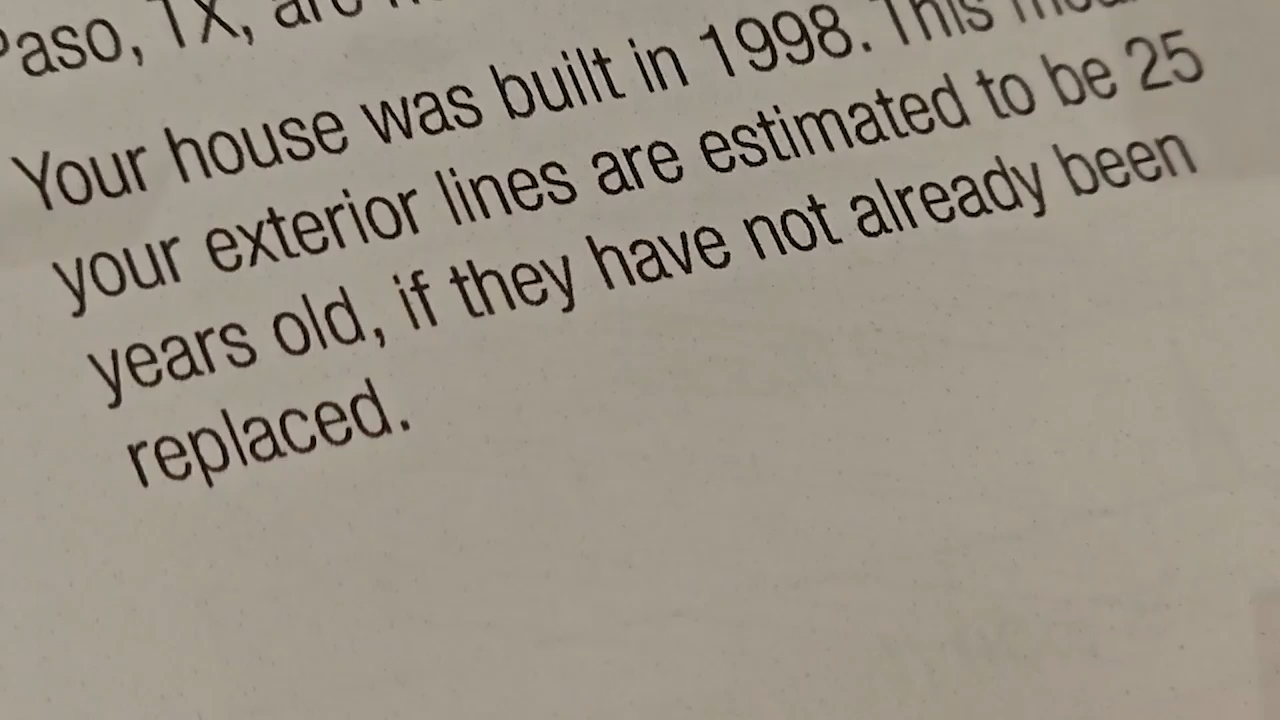 Paso, TX, are
Your house was built in 1998. This
your exterior lines are estimated to be 25
years old, if they have not already been
replaced.